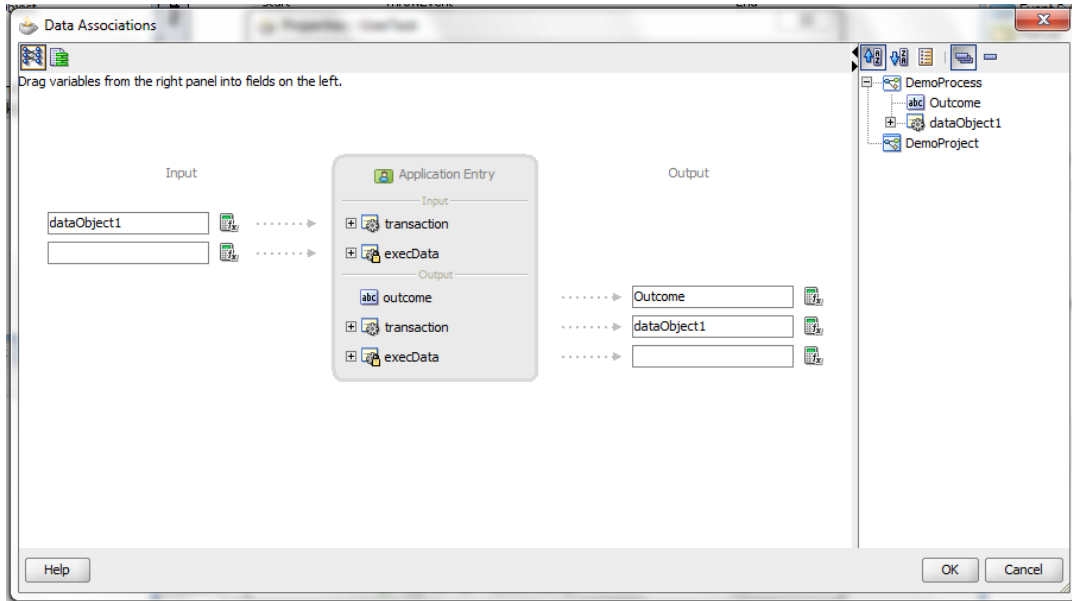 Data Associations
Drag variables from the right panel into fields on the left.
Input
Application Entry
Output
Input
dataObject1
transaction
execData
Output
outcome
Outcome
transaction
dataObject1
execData
DemoProcess
abc Outcome
dataObject1
DemoProject
Help
OK
Cancel